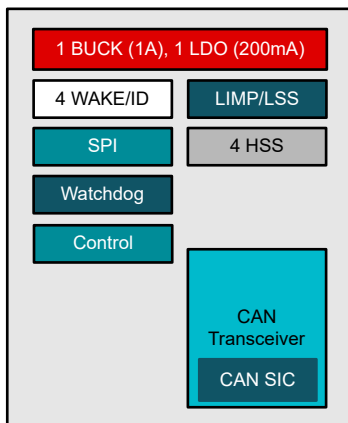 1 BUCK (1A), 1 LDO (200mA)
4 WAKE/ID
LIMP/LSS
SPI
4 HSS
Watchdog
Control
CAN
Transceiver
CAN SIC